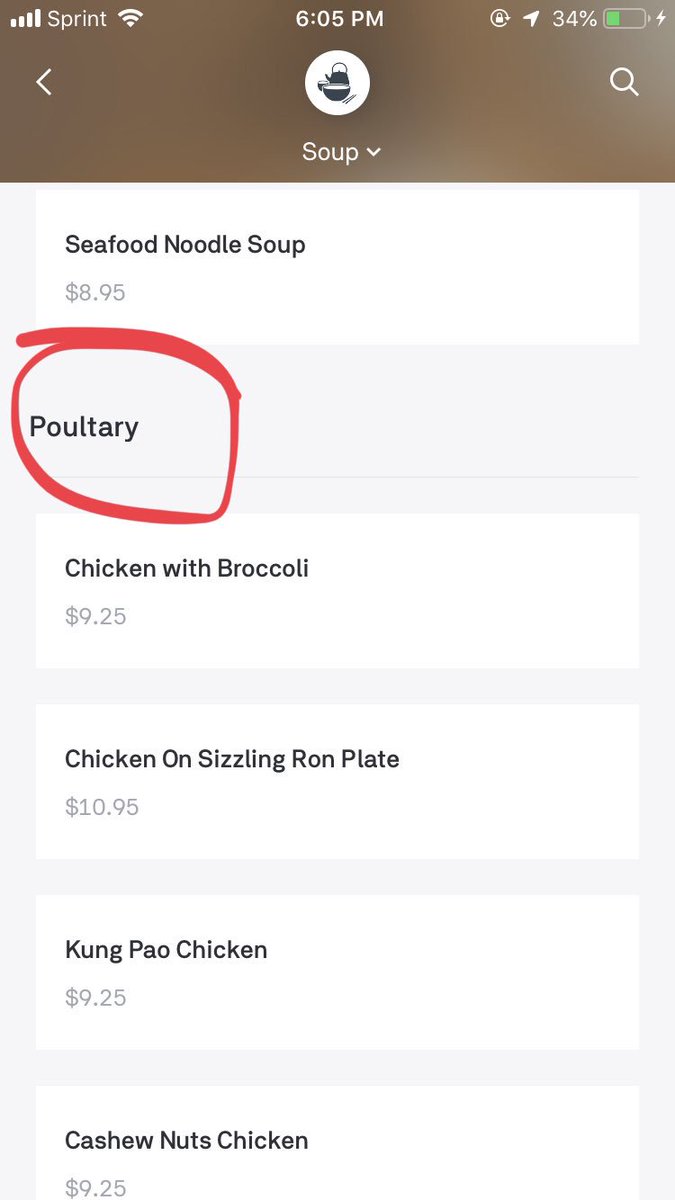 Sprint 6:05 PM 34%
Soup
Seafood Noodle Soup
$8.95
Poultary
Chicken with Broccoli
$9.25
Chicken On Sizzling Ron Plate
$10.95
Kung Pao Chicken
$9.25
Cashew Nuts Chicken
$9.25